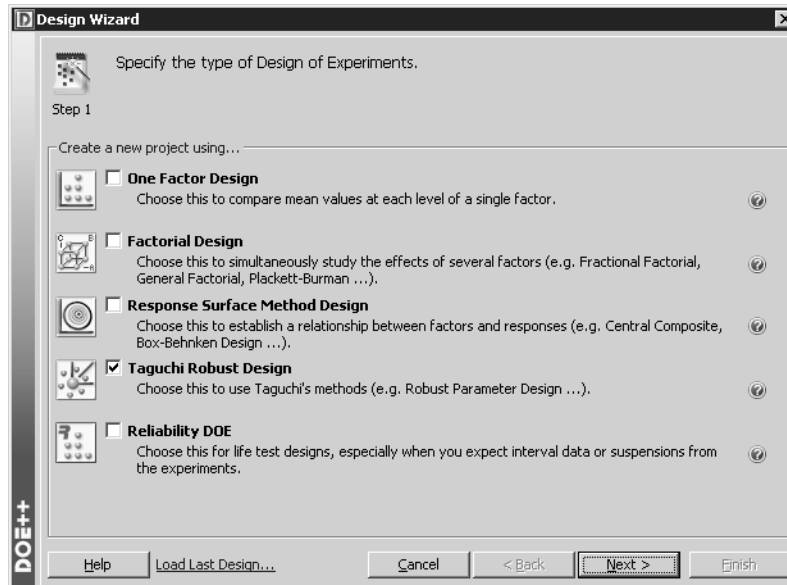 Design Wizard
Specify the type of Design of Experiments.
Step 1
Create a new project using...
One Factor Design
Choose this to compare mean values at each level of a single factor.
Factorial Design
Choose this to simultaneously study the effects of several factors (e.g. Fractional Factorial,
General Factorial, Plackett-Burman ...).
Response Surface Method Design
Choose this to establish a relationship between factors and responses (e.g. Central Composite,
Box-Behnken Design ...).
Taguchi Robust Design
Choose this to use Taguchi's methods (e.g. Robust Parameter Design ...).
Reliability DOE
Choose this for life test designs, especially when you expect interval data or suspensions from
the experiments.
DOE++
Help
Load Last Design...
Cancel
< Back
Next >
Finish